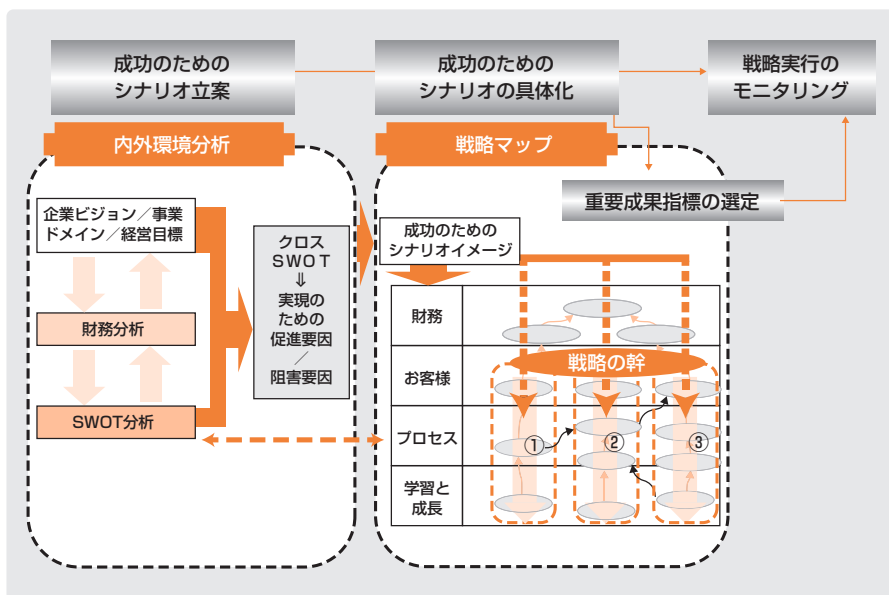 成功のための
シナリオ立案
成功のための
シナリオの具体化
戦略実行の
モニタリング
内外環境分析
戦略マップ
重要成果指標の選定
企業ビジョン／事業
ドメイン／経営目標
財務分析
SWOT分析
クロス
ＳＷＯＴ
⇓
実現の
ための
促進要因
／
阻害要因
成功のための
シナリオイメージ
財務
戦略の幹
お客様
プロセス
①
②
③
学習と
成長